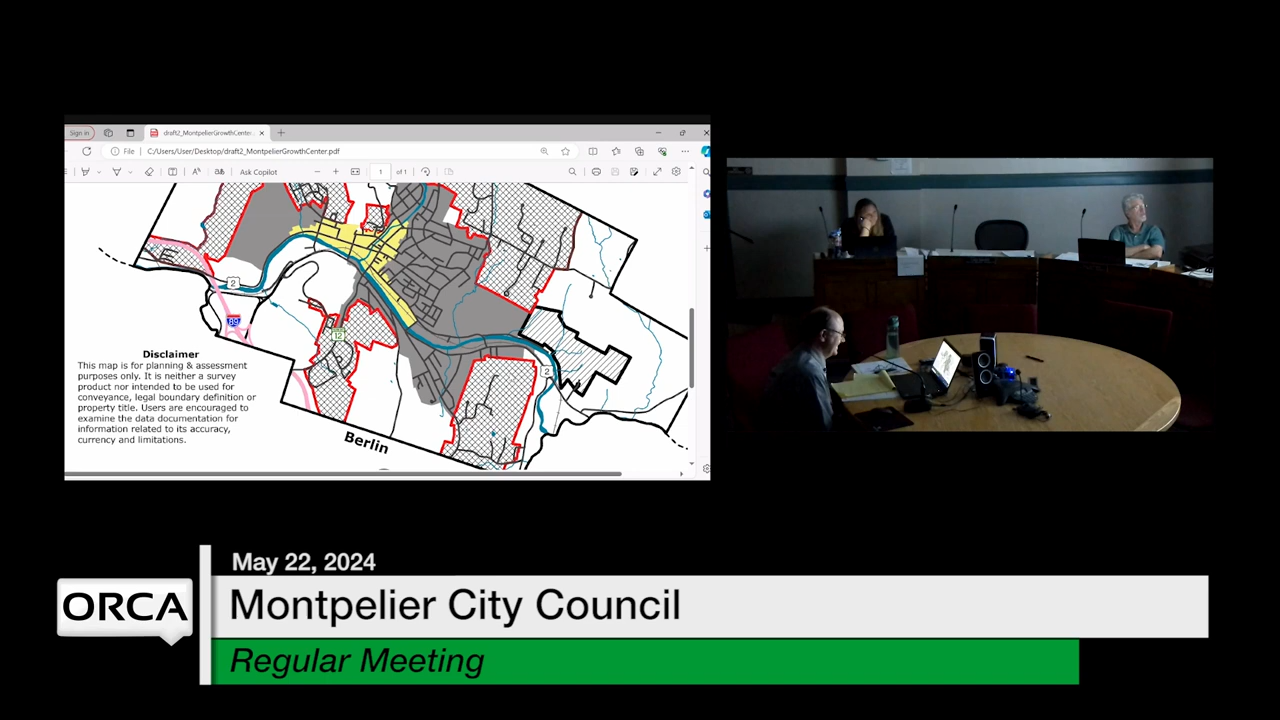 Sign in
draft2_MontpelierGrowthCenter.
File
C:/Users/User/Desktop/draft2_MontpelierGrowthCenter.pdf
Ask Copilot
1
of 1
2
89
12
2
Disclaimer
This map is for planning & assessment
purposes only. It is neither a survey
product nor intended to be used for
conveyance, legal boundary definition or
property title. Users are encouraged to
examine the data documentation for
information related to its accuracy,
currency and limitations.
Berlin
May 22, 2024
ORCA
Montpelier City Council
Regular Meeting